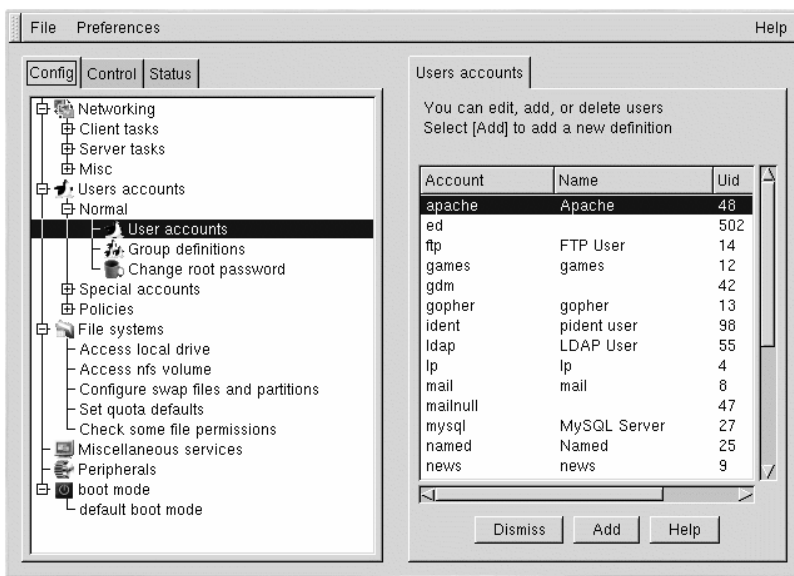 File Preferences Help
Config Control Status
Networking
Client tasks
Server tasks
Misc
Users accounts
Normal
User accounts
Group definitions
Change root password
Special accounts
Policies
File systems
Access local drive
Access nfs volume
Configure swap files and partitions
Set quota defaults
Check some file permissions
Miscellaneous services
Peripherals
boot mode
default boot mode
Users accounts
You can edit, add, or delete users
Select [Add] to add a new definition
Account Name Uid
apache Apache 48
ed 502
ftp FTP User 14
games games 12
gdm 42
gopher gopher 13
ident pident user 98
ldap LDAP User 55
lp lp 4
mail mail 8
mailnull 47
mysql MySQL Server 27
named Named 25
news news 9
Dismiss Add Help